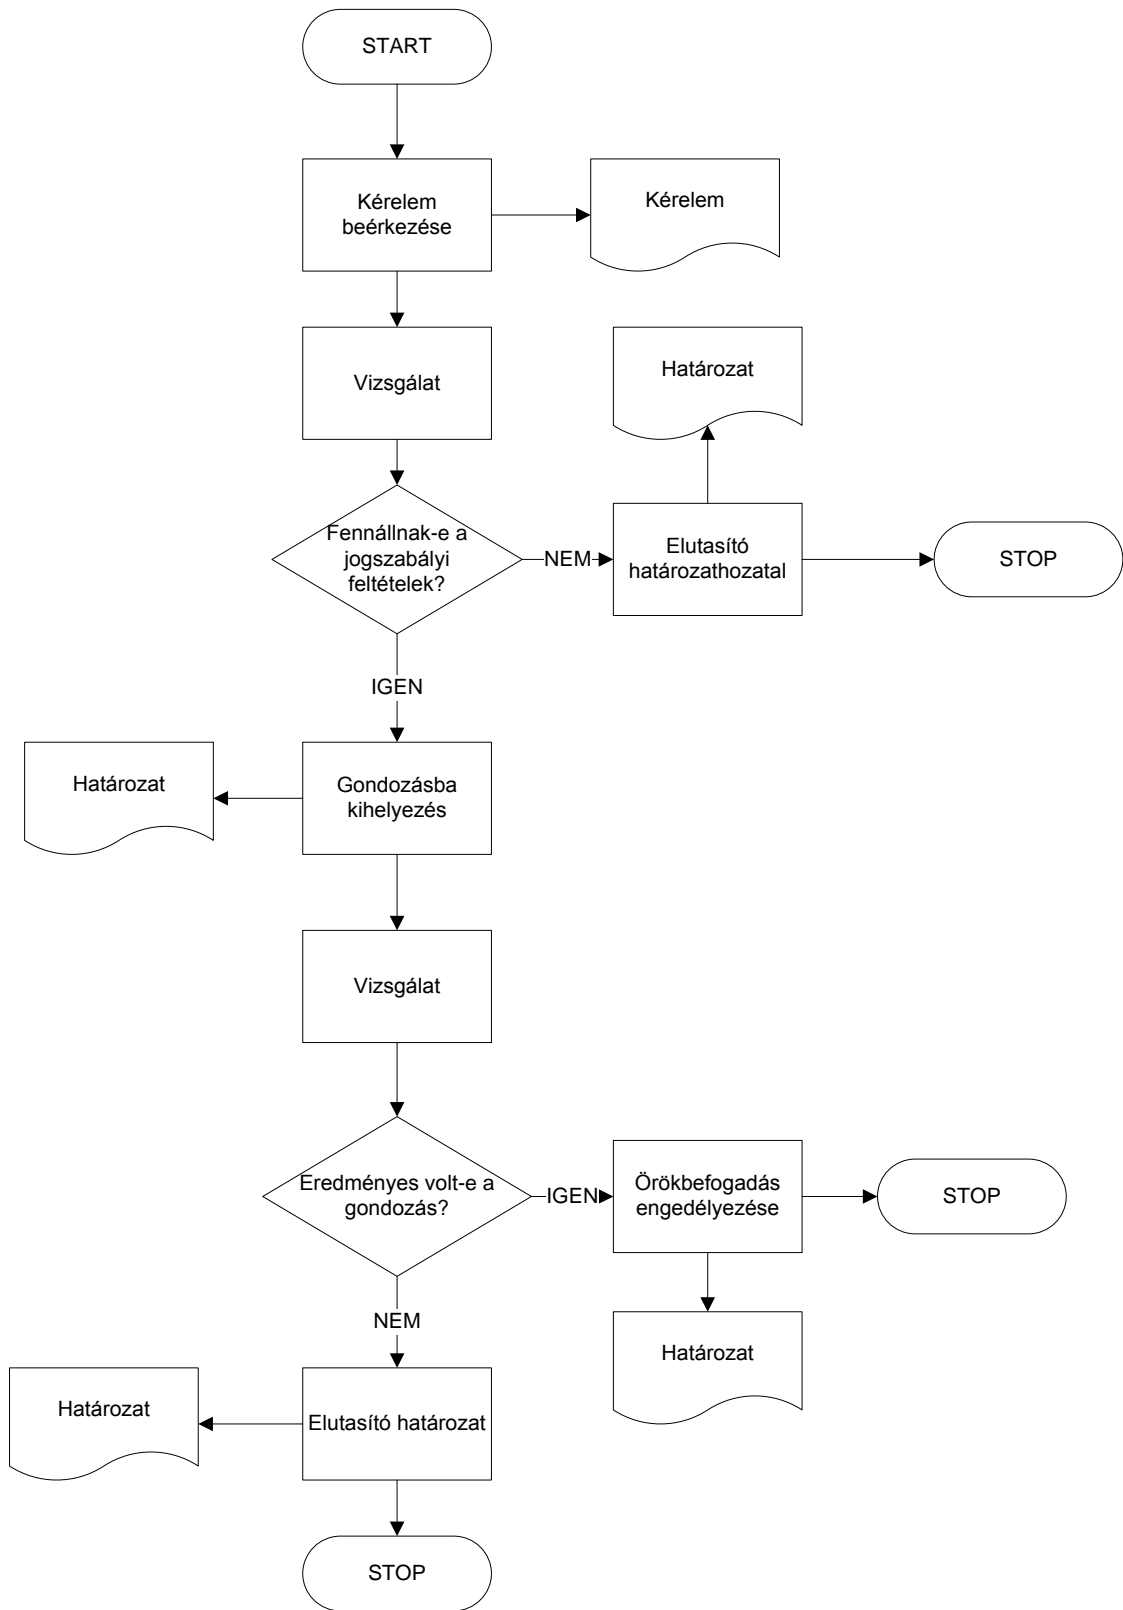 START
Kérelem
beérkezése
Kérelem
Vizsgálat
Határozat
Fennállnak-e a
jogszabályi
feltételek?
NEM
Elutasító
határozathozatal
STOP
IGEN
Határozat
Gondozásba
kihelyezés
Vizsgálat
Eredményes volt-e a
gondozás?
IGEN
Örökbefogadás
engedélyezése
STOP
NEM
Határozat
Határozat
Elutasító határozat
STOP